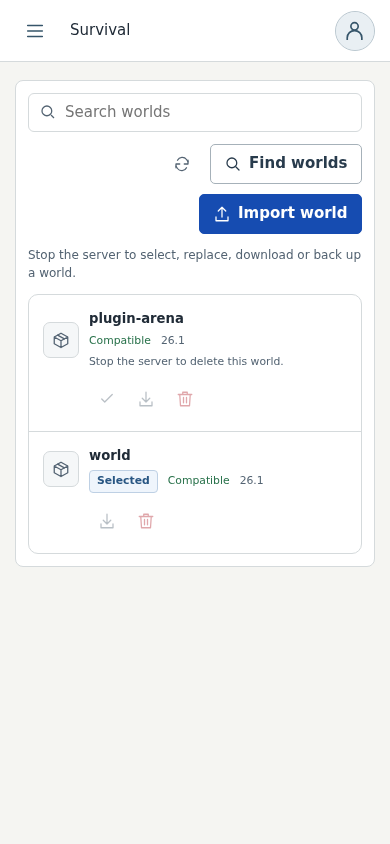 Survival
Search worlds
Find worlds
Import world
Stop the server to select, replace, download or back up
a world.
plugin-arena
Compatible 26.1
Stop the server to delete this world.
world
Selected Compatible 26.1